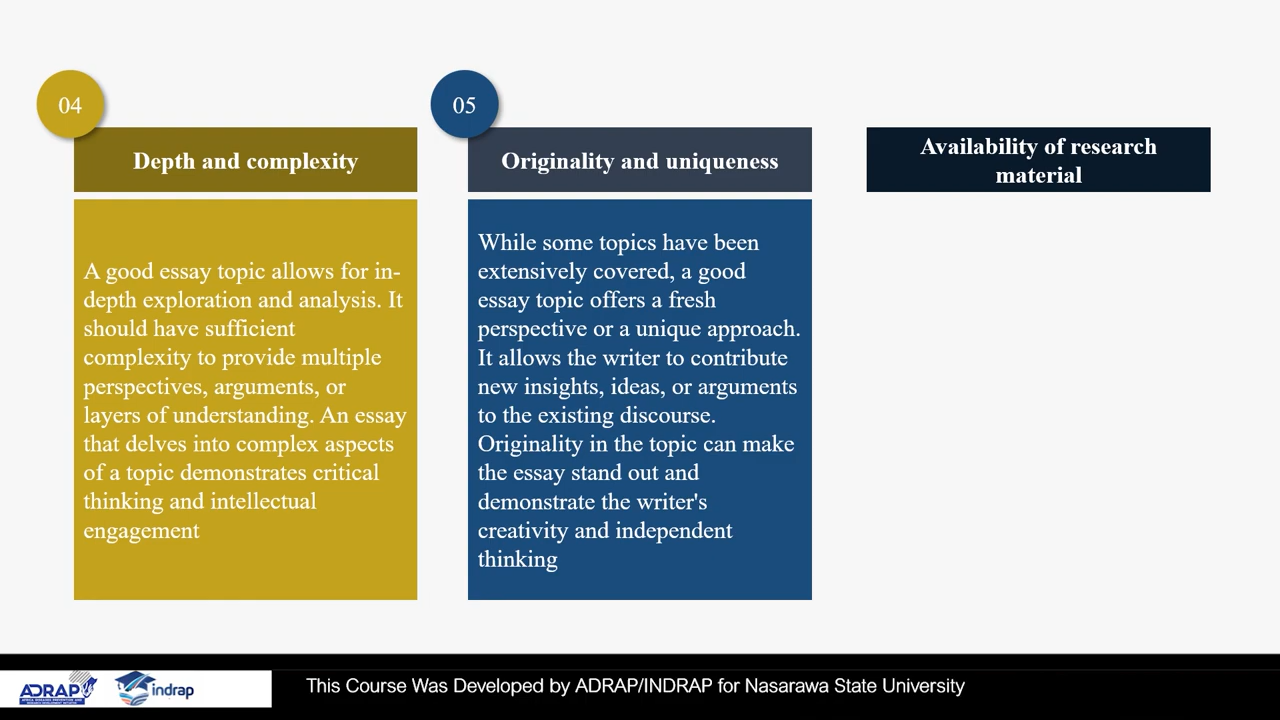 04
Depth and complexity
A good essay topic allows for in-
depth exploration and analysis. It
should have sufficient
complexity to provide multiple
perspectives, arguments, or
layers of understanding. An essay
that delves into complex aspects
of a topic demonstrates critical
thinking and intellectual
engagement
05
Originality and uniqueness
While some topics have been
extensively covered, a good
essay topic offers a fresh
perspective or a unique approach.
It allows the writer to contribute
new insights, ideas, or arguments
to the existing discourse.
Originality in the topic can make
the essay stand out and
demonstrate the writer's
creativity and independent
thinking
Availability of research
material
ADRAP
indrap
This Course Was Developed by ADRAP/INDRAP for Nasarawa State University